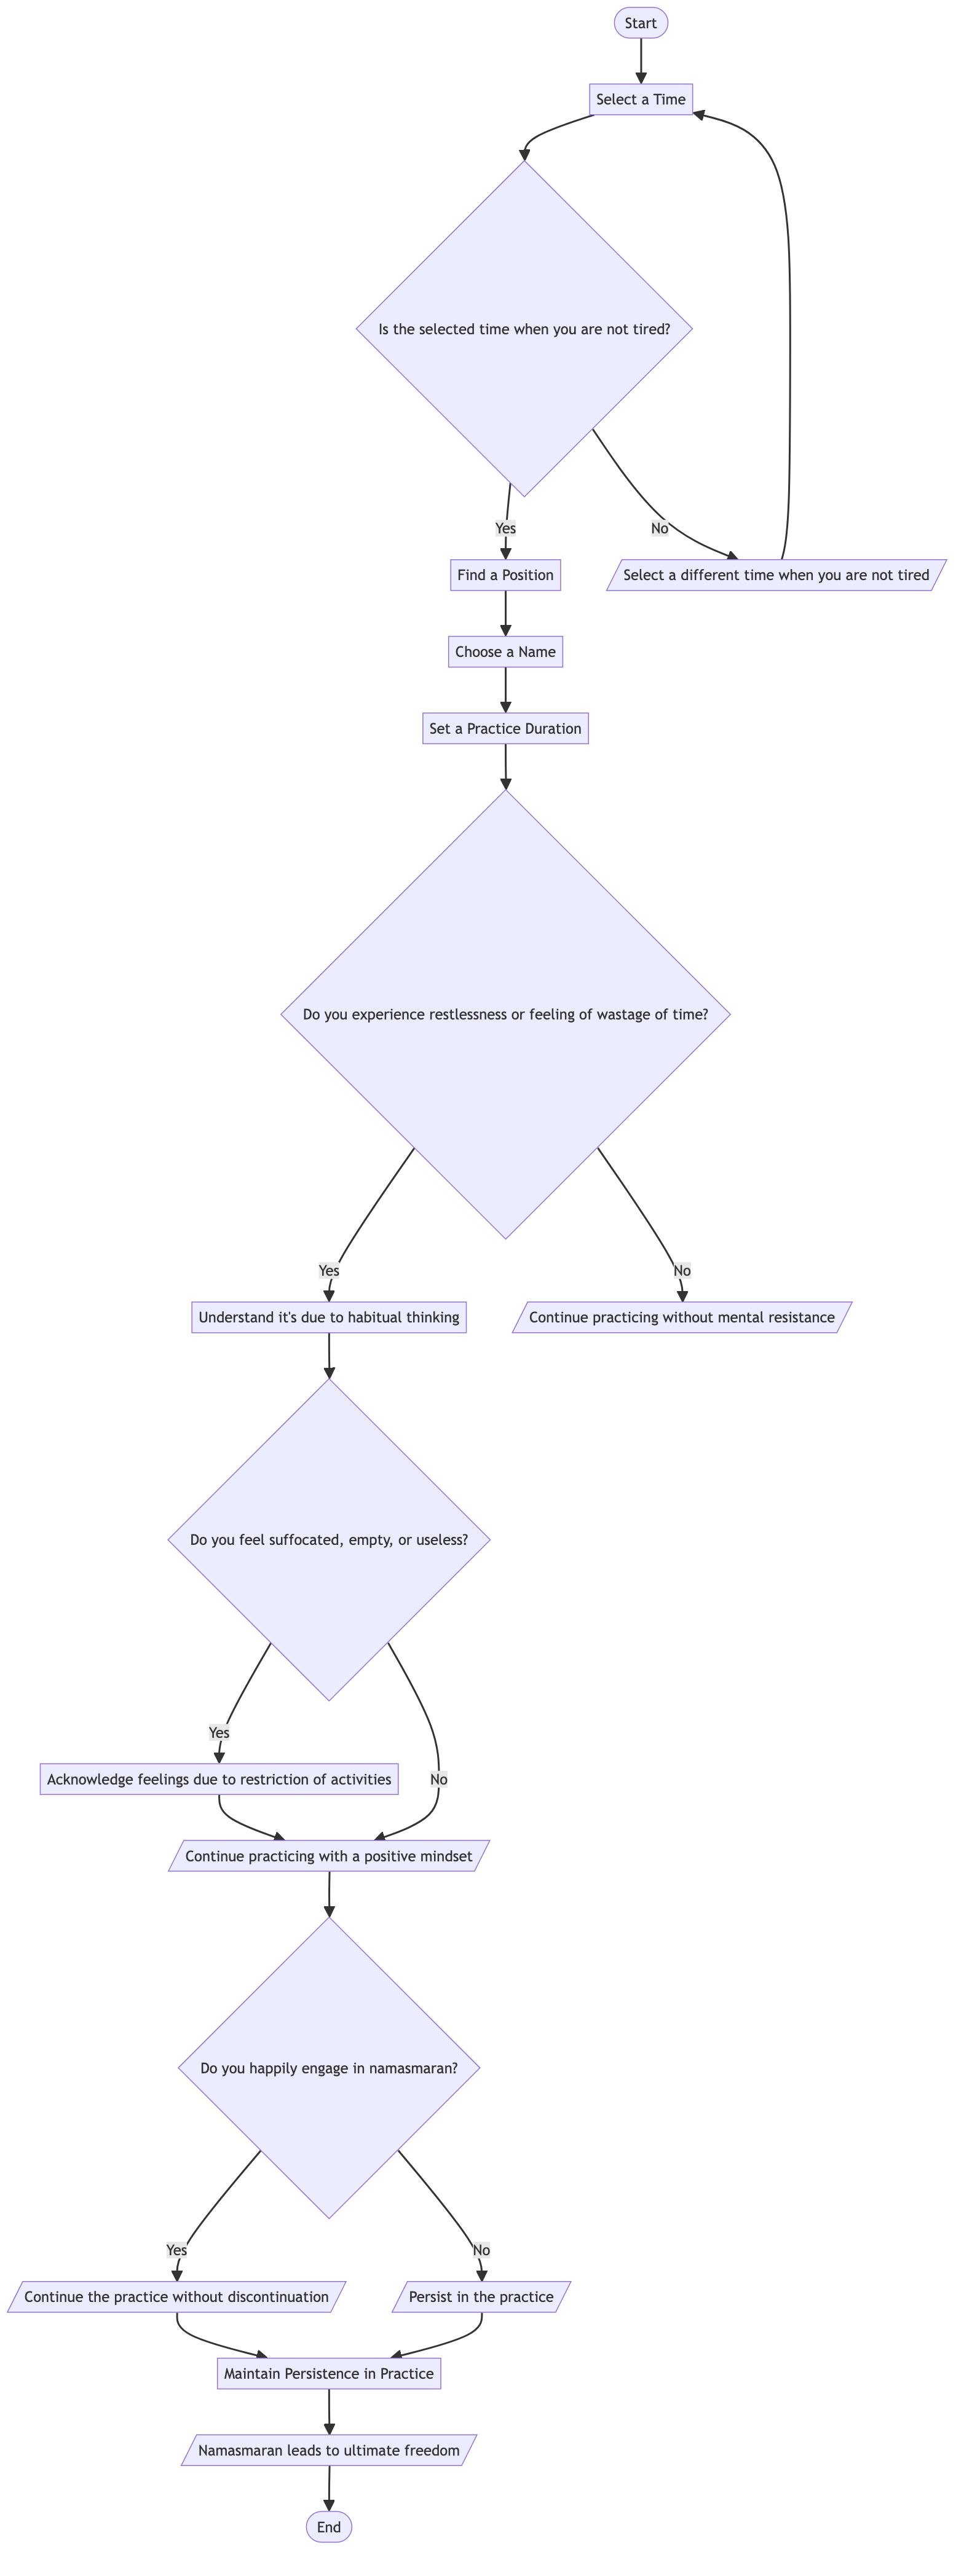 Start
Select a Time
Is the selected time when you are not tired?
Yes
No
Find a Position
Select a different time when you are not tired
Choose a Name
Set a Practice Duration
Do you experience restlessness or feeling of wastage of time?
Yes
No
Understand it's due to habitual thinking
Continue practicing without mental resistance
Do you feel suffocated, empty, or useless?
Yes
No
Acknowledge feelings due to restriction of activities
Continue practicing with a positive mindset
Do you happily engage in namasmaran?
Yes
No
Continue the practice without discontinuation
Persist in the practice
Maintain Persistence in Practice
Namasmaran leads to ultimate freedom
End